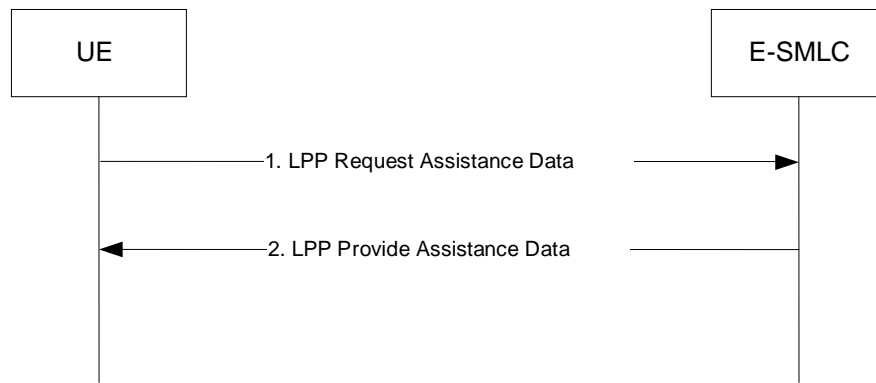 UE
E-SMLC
1. LPP Request Assistance Data
2. LPP Provide Assistance Data